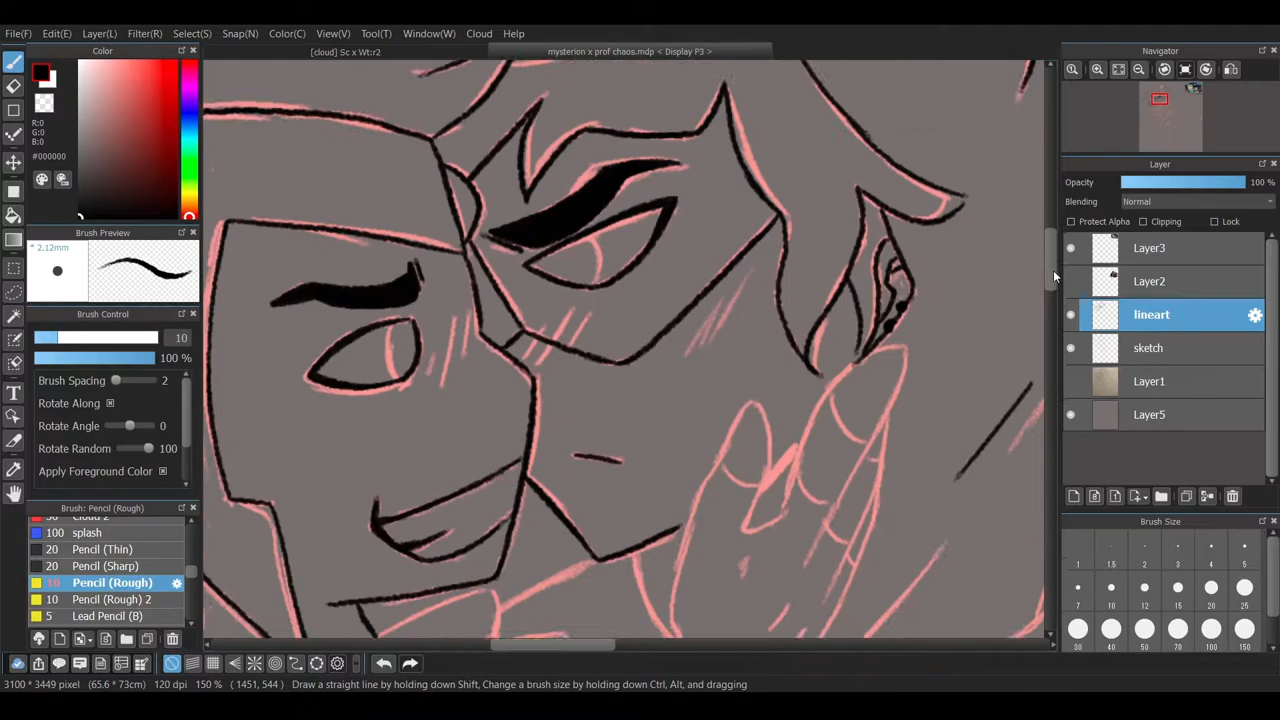 File(F) Edit(E) Layer(L) Filter(R) Select(S) Snap(N) Color(C) View(V) Tool(T) Window(W) Cloud Help
Color
[cloud] Sc x Wt:r2
mysterion x prof chaos.mdp < Display P3 >
Navigator
R:0
G:0
B:0
#000000
Layer
Opacity 100 %
Blending Normal
Protect Alpha Clipping Lock
Brush Preview
* 2.12mm
Layer3
Layer2
lineart
sketch
Layer1
Layer5
Brush Control
10
100 %
Brush Spacing 2
Rotate Along
Rotate Angle 0
Rotate Random 100
Apply Foreground Color
Brush: Pencil (Rough)
50 Cloud 2
100 splash
20 Pencil (Thin)
20 Pencil (Sharp)
10 Pencil (Rough)
10 Pencil (Rough) 2
5 Lead Pencil (B)
Brush Size
1 1.5 2 3 4 5
7 10 12 15 20 25
30 40 50 70 100 150
3100 * 3449 pixel (65.6 * 73cm) 120 dpi 150 % ( 1451, 544 ) Draw a straight line by holding down Shift, Change a brush size by holding down Ctrl, Alt, and dragging